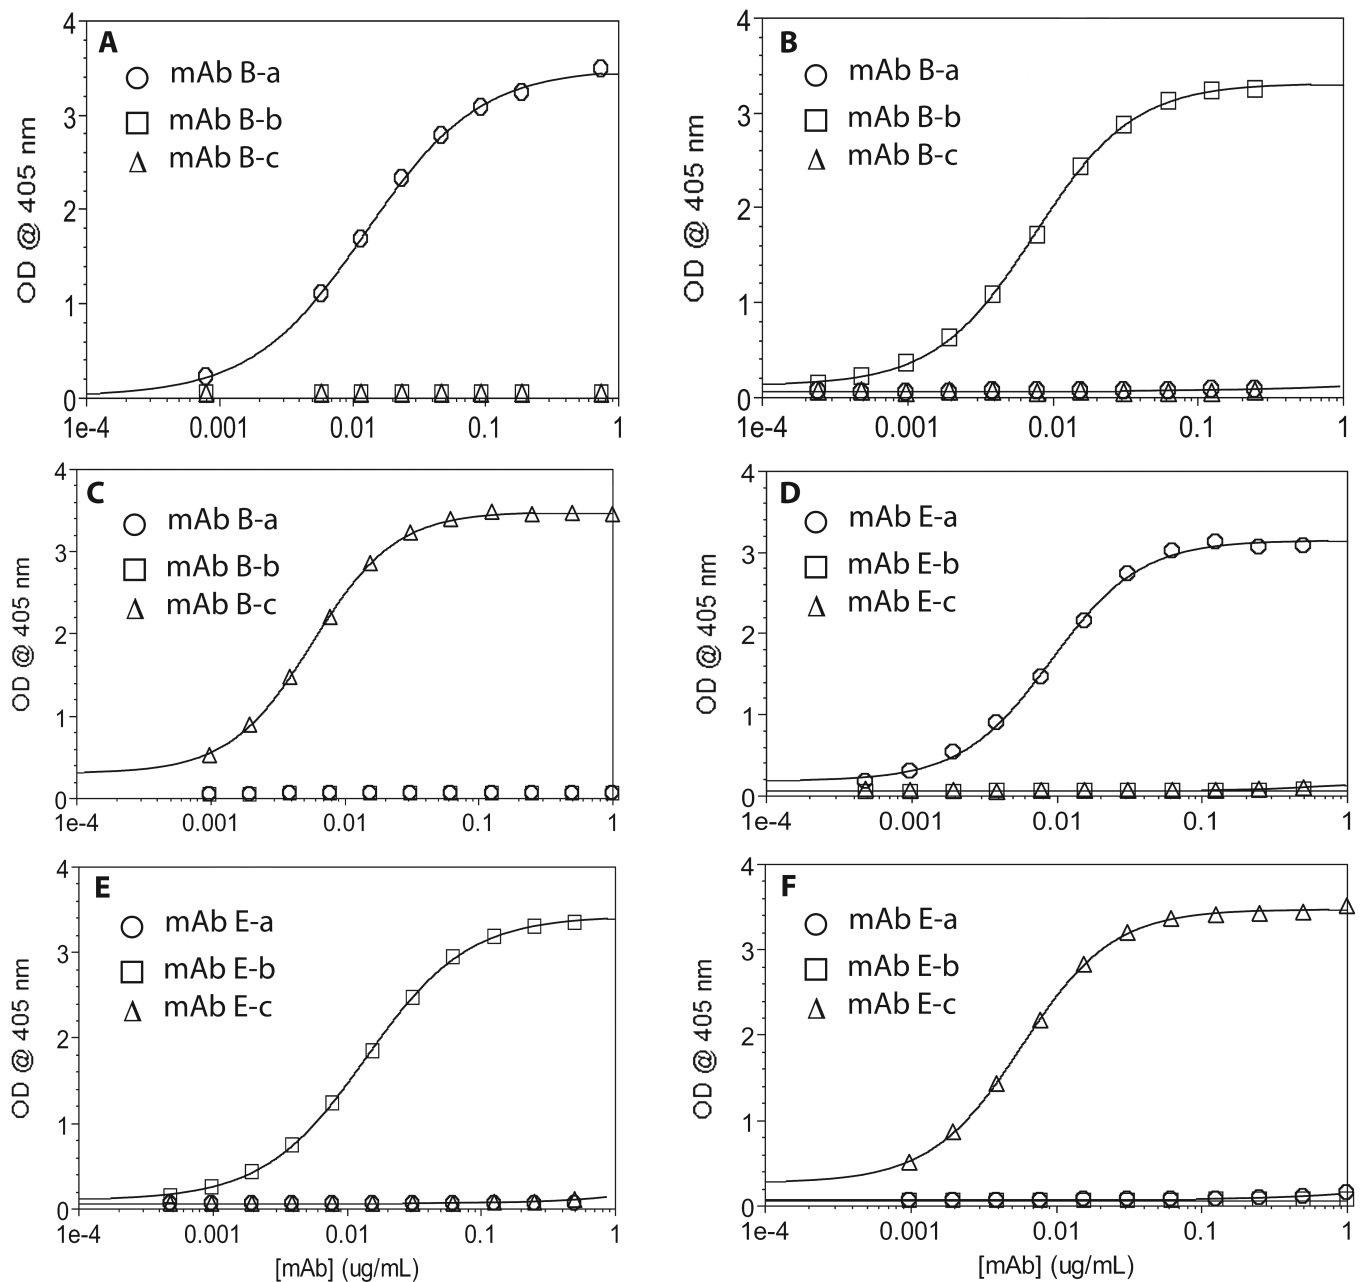 A
mAb B-a
mAb B-b
mAb B-c
OD @ 405 nm
4
3
2
1
0
1e-4 0.001 0.01 0.1 1
B
mAb B-a
mAb B-b
mAb B-c
OD @ 405 nm
4
3
2
1
0
1e-4 0.001 0.01 0.1 1
C
mAb B-a
mAb B-b
mAb B-c
OD @ 405 nm
4
3
2
1
0
1e-4 0.001 0.01 0.1 1
D
mAb E-a
mAb E-b
mAb E-c
OD @ 405 nm
4
3
2
1
0
1e-4 0.001 0.01 0.1 1
E
mAb E-a
mAb E-b
mAb E-c
OD @ 405 nm
4
3
2
1
0
1e-4 0.001 0.01 0.1 1
[mAb] (ug/mL)
F
mAb E-a
mAb E-b
mAb E-c
OD @ 405 nm
4
3
2
1
0
1e-4 0.001 0.01 0.1 1
[mAb] (ug/mL)